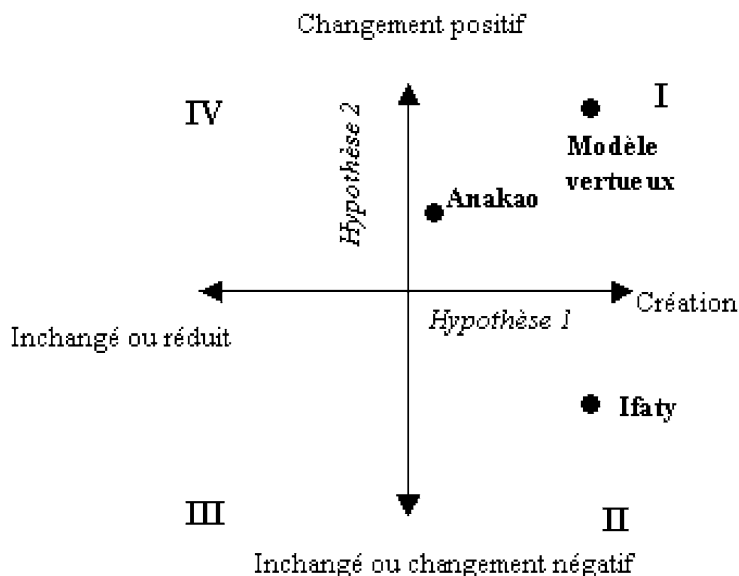 Changement positif
IV
I
Hypothèse 2
Modèle
vertueux
Anakao
Création
Hypothèse 1
Inchangé ou réduit
Ifaty
III
II
Inchangé ou changement négatif